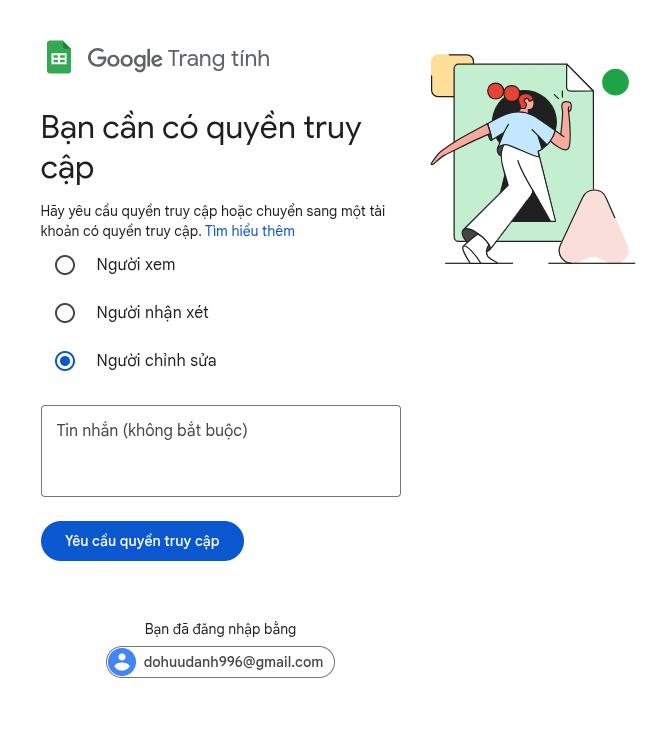 Google Trang tính
Bạn cần có quyền truy
cập
Hãy yêu cầu quyền truy cập hoặc chuyển sang một tài
khoản có quyền truy cập. Tìm hiểu thêm
Người xem
Người nhận xét
Người chỉnh sửa
Tin nhắn (không bắt buộc)
Yêu cầu quyền truy cập
Bạn đã đăng nhập bằng
dohuudanh996@gmail.com